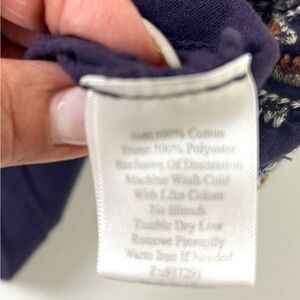 Self: 100% Cotton
Trim: 100% Polyester
Exclusive Of Decoration
Machine Wash Cold
With Like Colors
No Bleach
Tumble Dry Low
Remove Promptly
Warm Iron If Needed